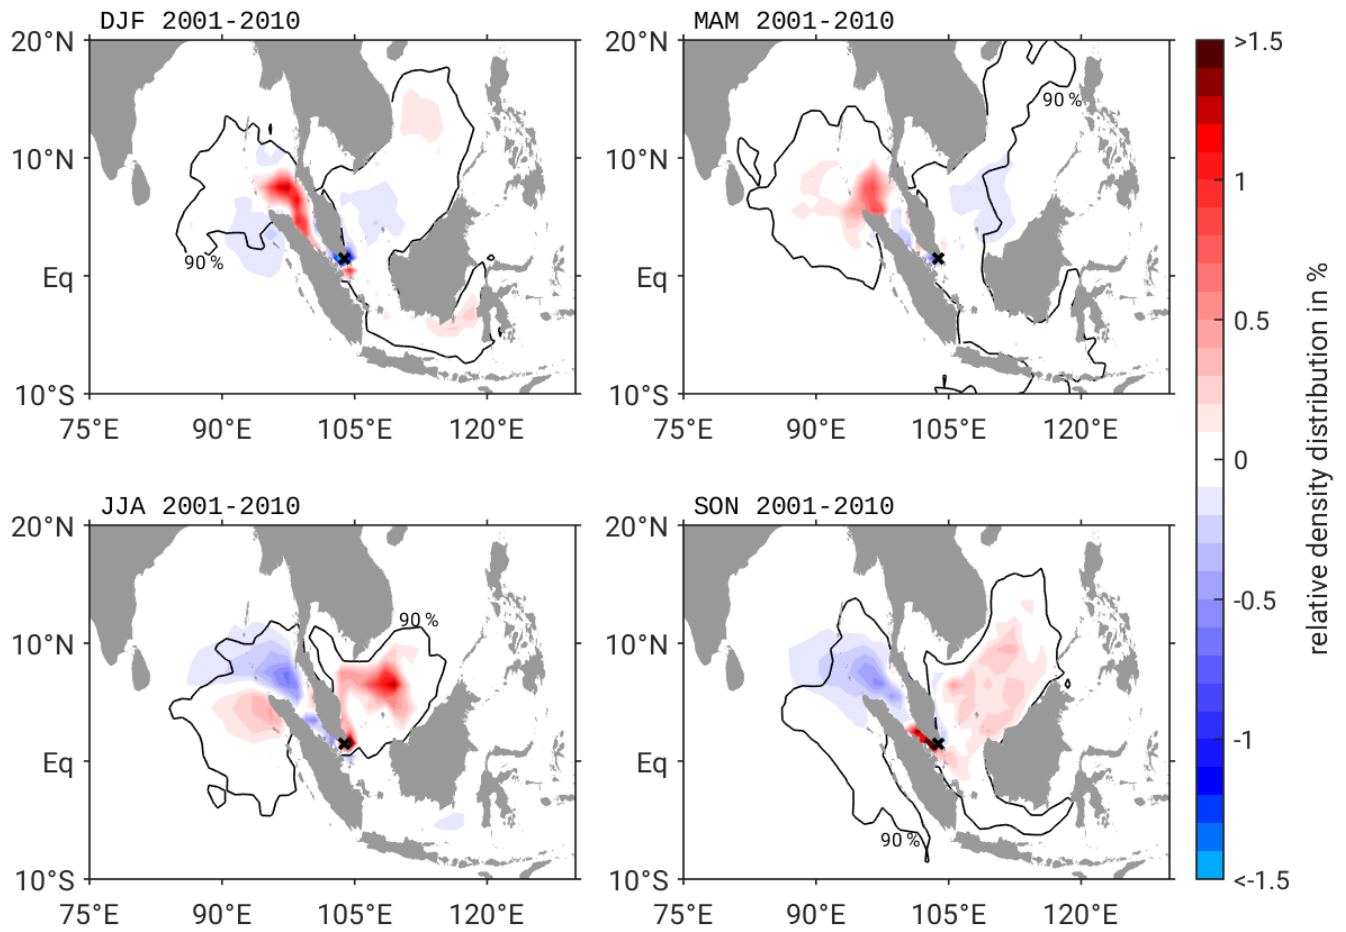 DJF 2001-2010
MAM 2001-2010
20°N
10°N
Eq
10°S
90 %
75°E
90°E
105°E
120°E
20°N
10°N
Eq
10°S
90 %
75°E
90°E
105°E
120°E
JJA 2001-2010
SON 2001-2010
20°N
10°N
Eq
10°S
90 %
75°E
90°E
105°E
120°E
20°N
10°N
Eq
10°S
90 %
75°E
90°E
105°E
120°E
>1.5
1
0.5
0
-0.5
-1
<-1.5
relative density distribution in %